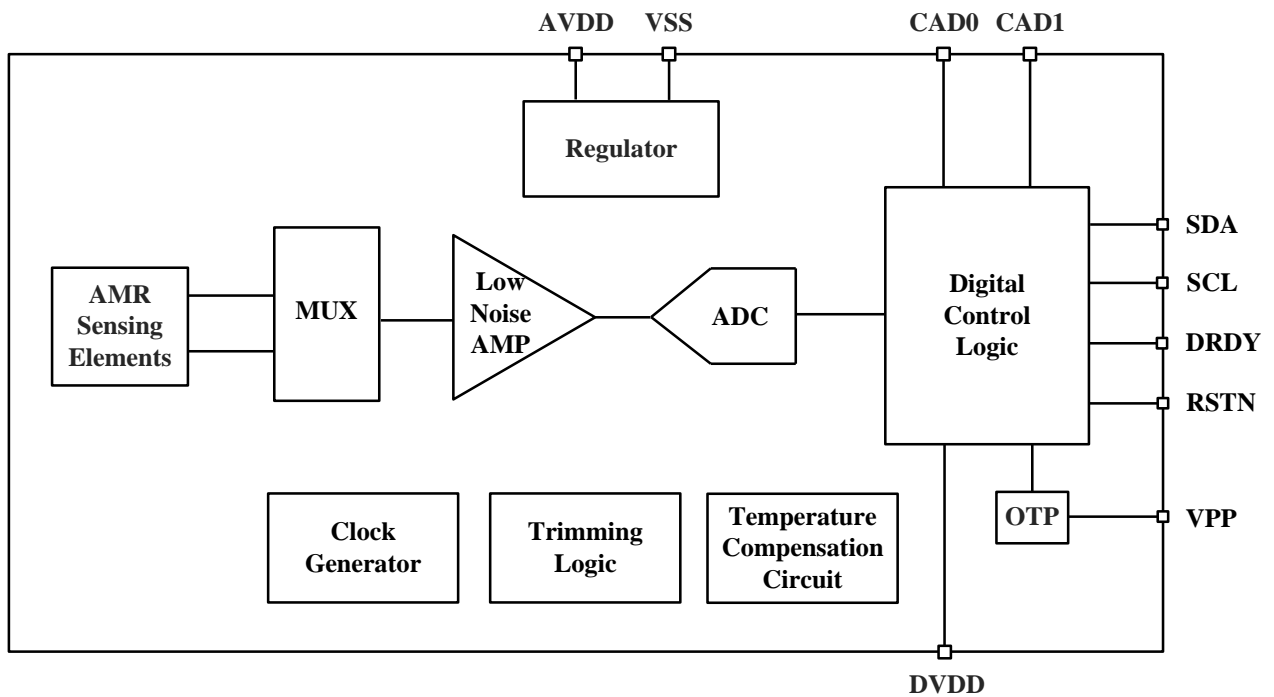 AVDD VSS CAD0 CAD1
Regulator
SDA
SCL
DRDY
RSTN
AMR
Sensing
Elements
MUX
Low
Noise
AMP
ADC
Digital
Control
Logic
Clock
Generator
Trimming
Logic
Temperature
Compensation
Circuit
OTP
VPP
DVDD